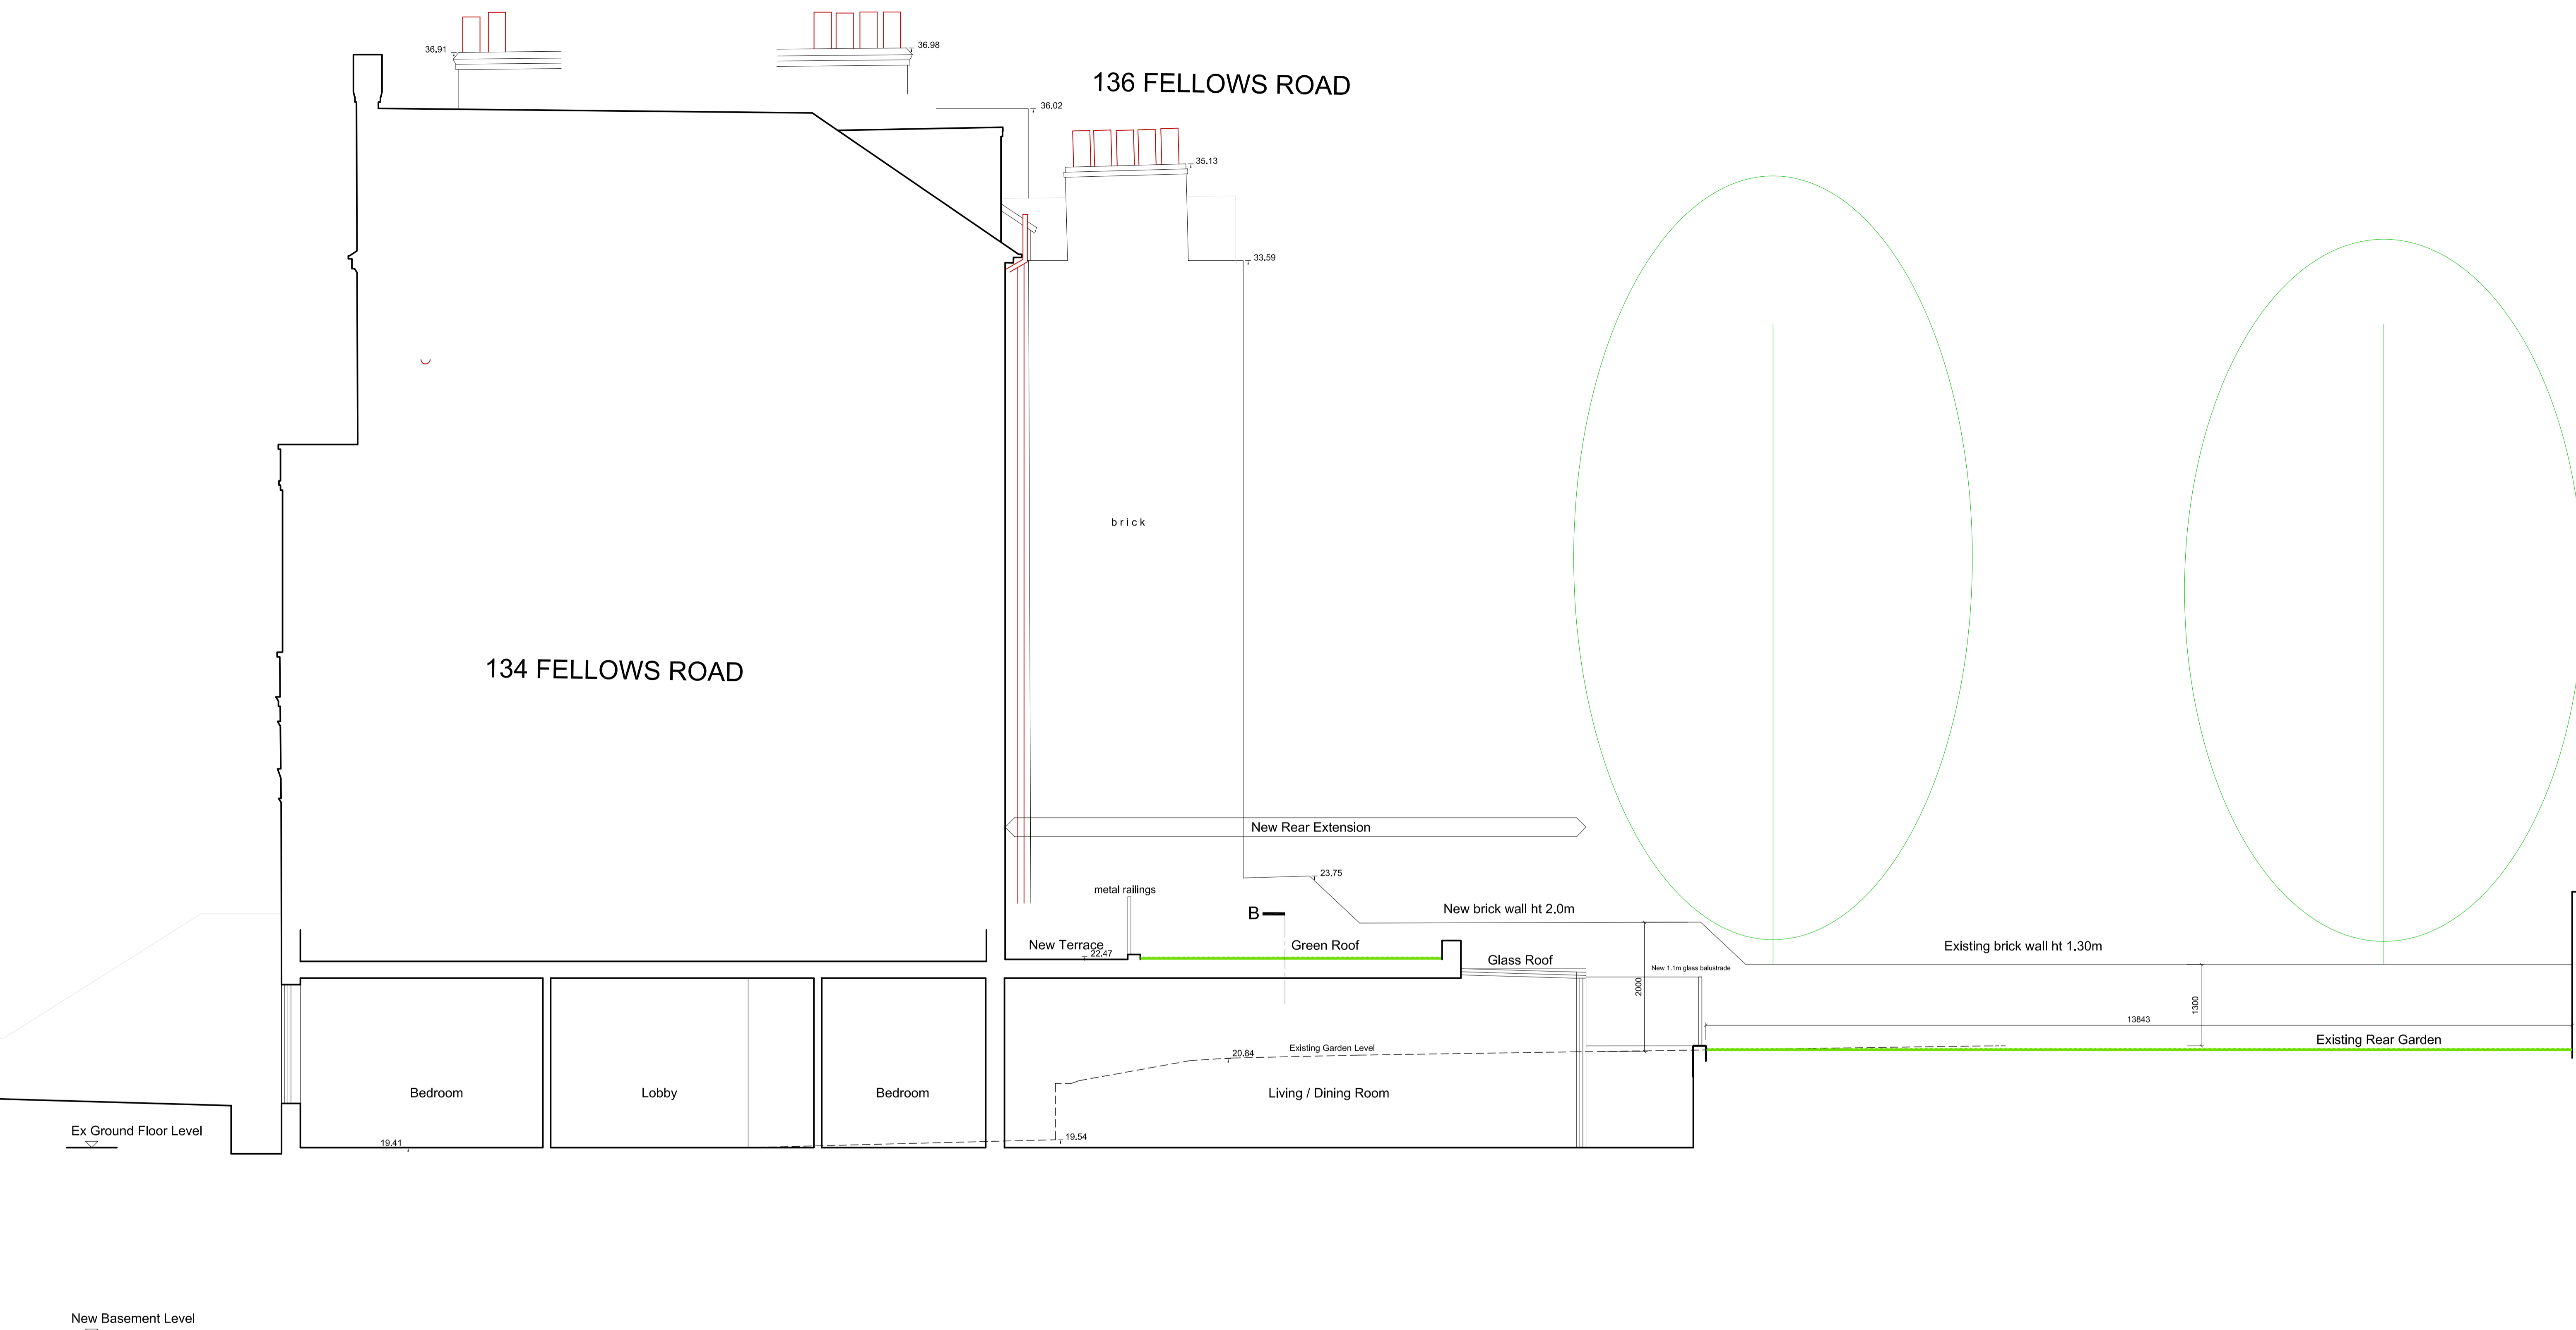 36.91
36.98
136 FELLOWS ROAD
36.02
35.13
33.59
brick
134 FELLOWS ROAD
New Rear Extension
23.75
metal railings
New brick wall ht 2.0m
B
New Terrace
Green Roof
Existing brick wall ht 1.30m
22.47
Glass Roof
New 1.1m glass balustrade
2000
1300
13843
Existing Rear Garden
Existing Garden Level
20.84
Bedroom
Lobby
Bedroom
Living / Dining Room
Ex Ground Floor Level
19.41
19.54
New Basement Level